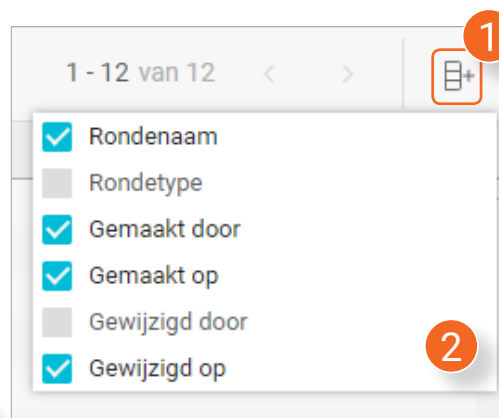 1
1 - 12 van 12
Rondenaam
Rondetype
Gemaakt door
Gemaakt op
Gewijzigd door
Gewijzigd op
2